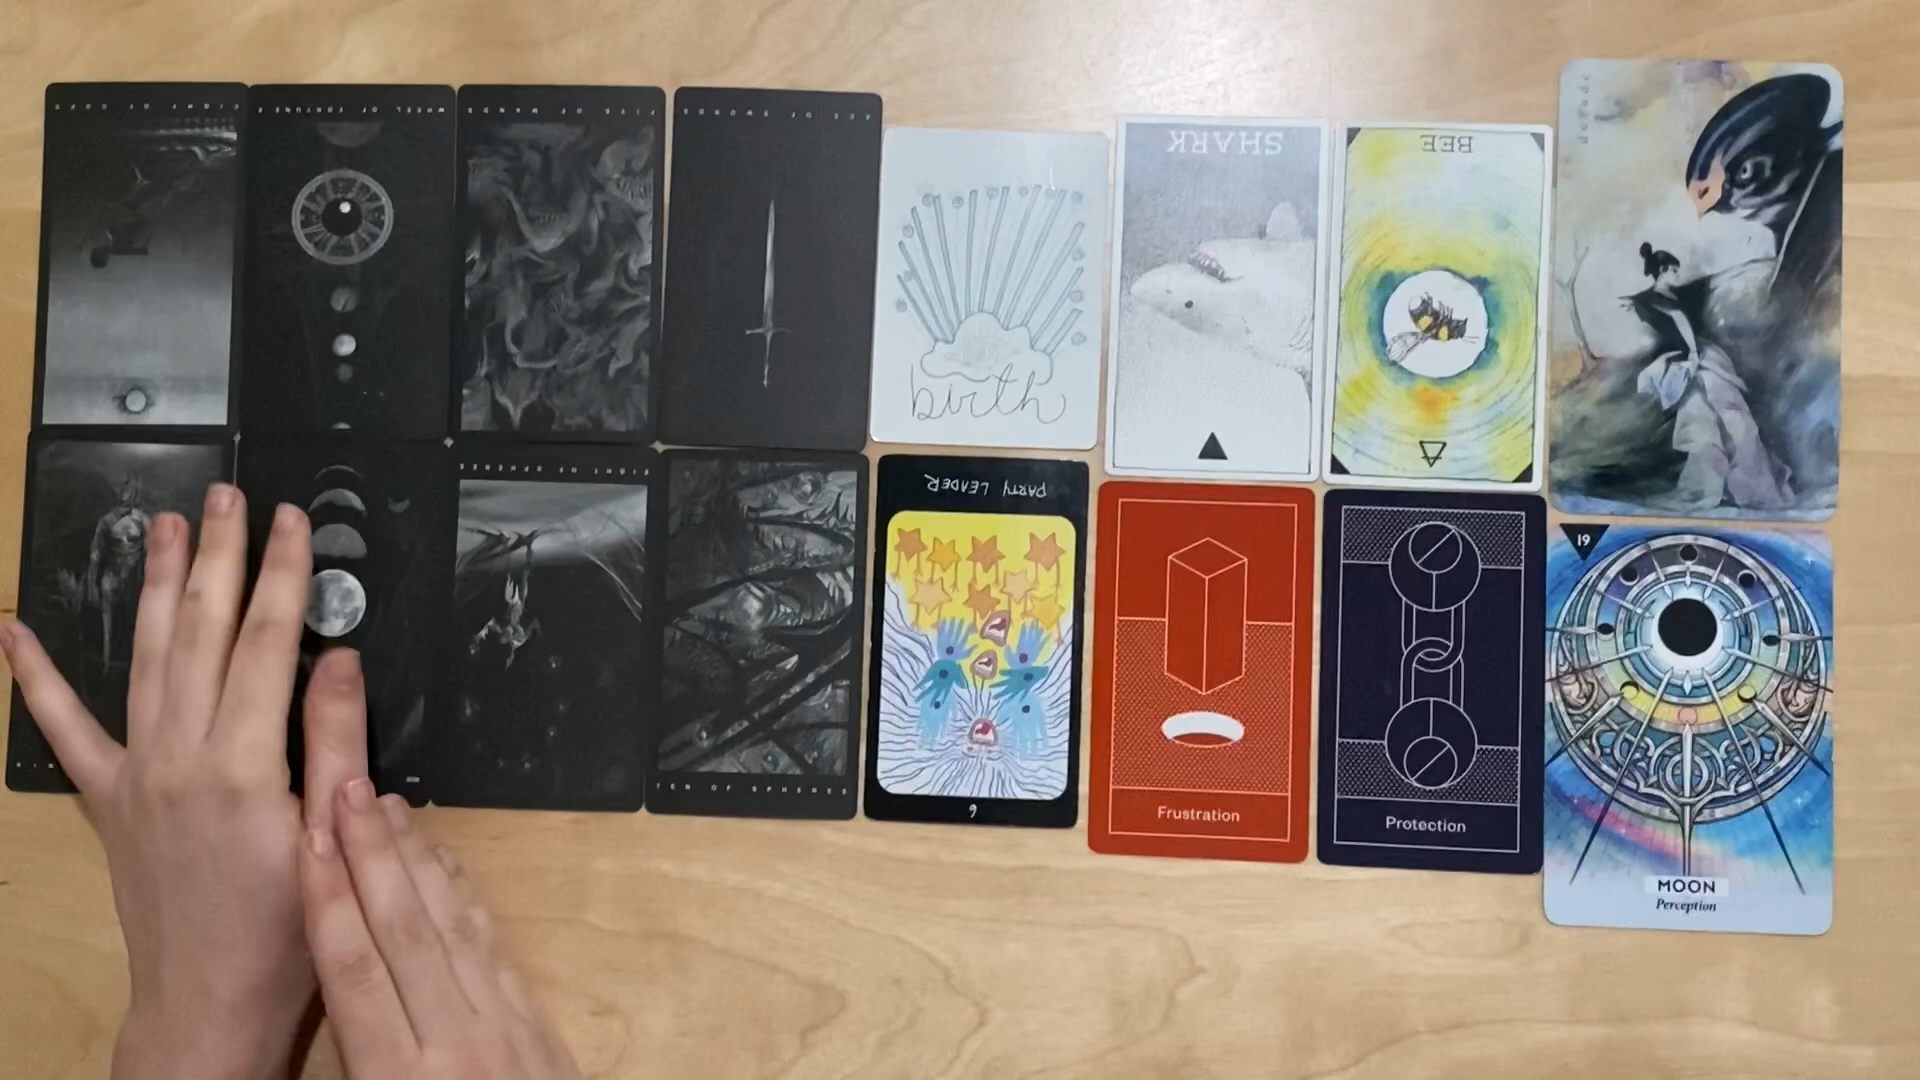 EIGHT OF CUPS
WHEEL OF FORTUNE
FIVE OF WANDS
ACE OF SWORDS
birth
SHARK
BEE
EIGHT OF SPHERES
TEN OF SPHERES
PARTY LEADER
6
Frustration
Protection
19
MOON
Perception